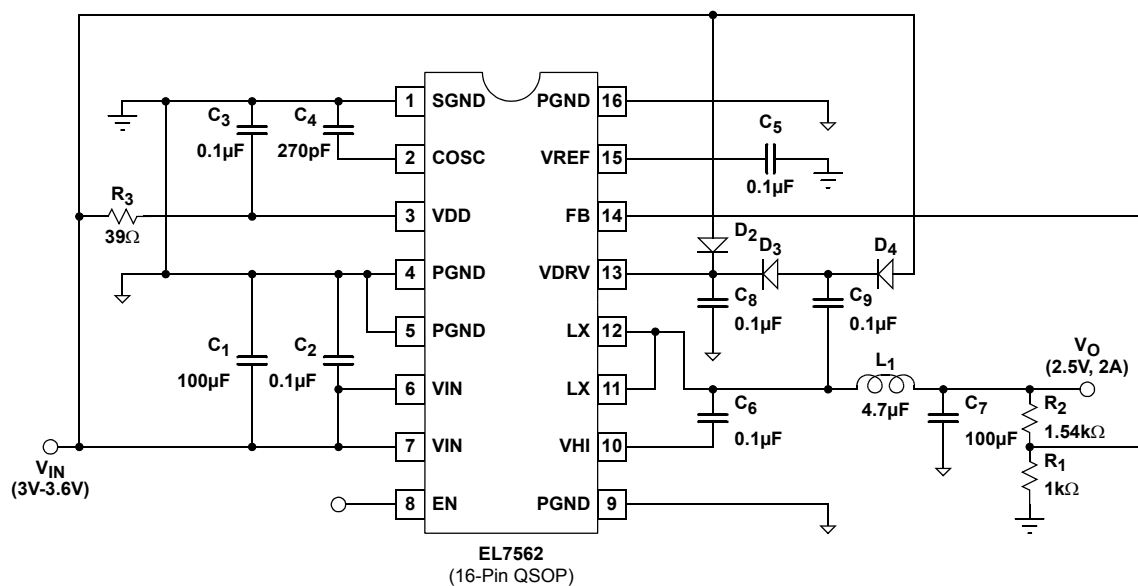 1 SGND PGND 16
C3 0.1µF
C4 270pF
C5 0.1µF
2 COSC VREF 15
R3 39Ω
3 VDD FB 14
D2 D3 D4
4 PGND VDRV 13
C8 0.1µF
C9 0.1µF
5 PGND LX 12
C1 100µF
C2 0.1µF
VO (2.5V, 2A)
L1 4.7µF
6 VIN LX 11
C6 0.1µF
C7 100µF
R2 1.54kΩ
7 VIN VHI 10
VIN (3V-3.6V)
R1 1kΩ
8 EN PGND 9
EL7562
(16-Pin QSOP)